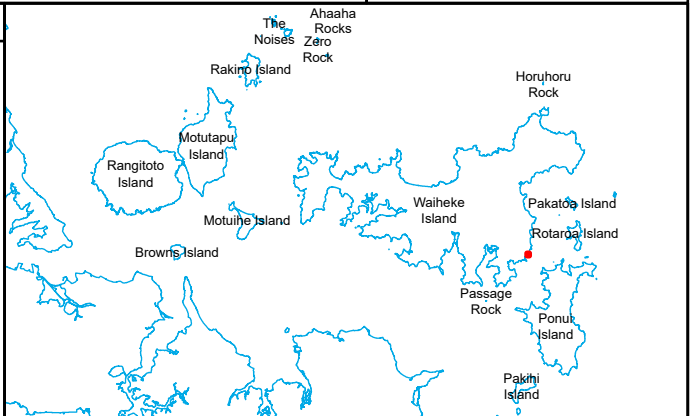 The
Noises
Ahaaha
Rocks
Zero
Rock
Rakino Island
Horuhoru
Rock
Motutapu
Island
Rangitoto
Island
Waiheke
Island
Pakatoa Island
Motuihe Island
Rotaroa Island
Browns Island
Passage
Rock
Ponui
Island
Pakihi
Island